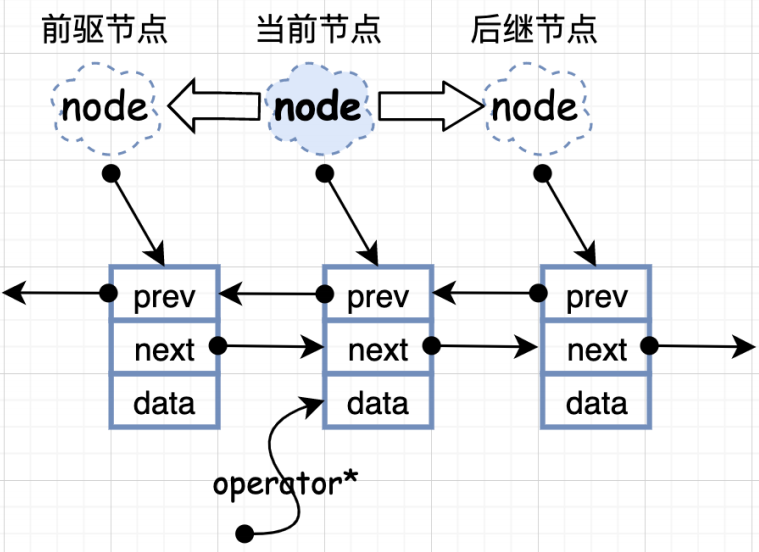 前驱节点 当前节点 后继节点
node node node
prev prev prev
next next next
data data data
operator*